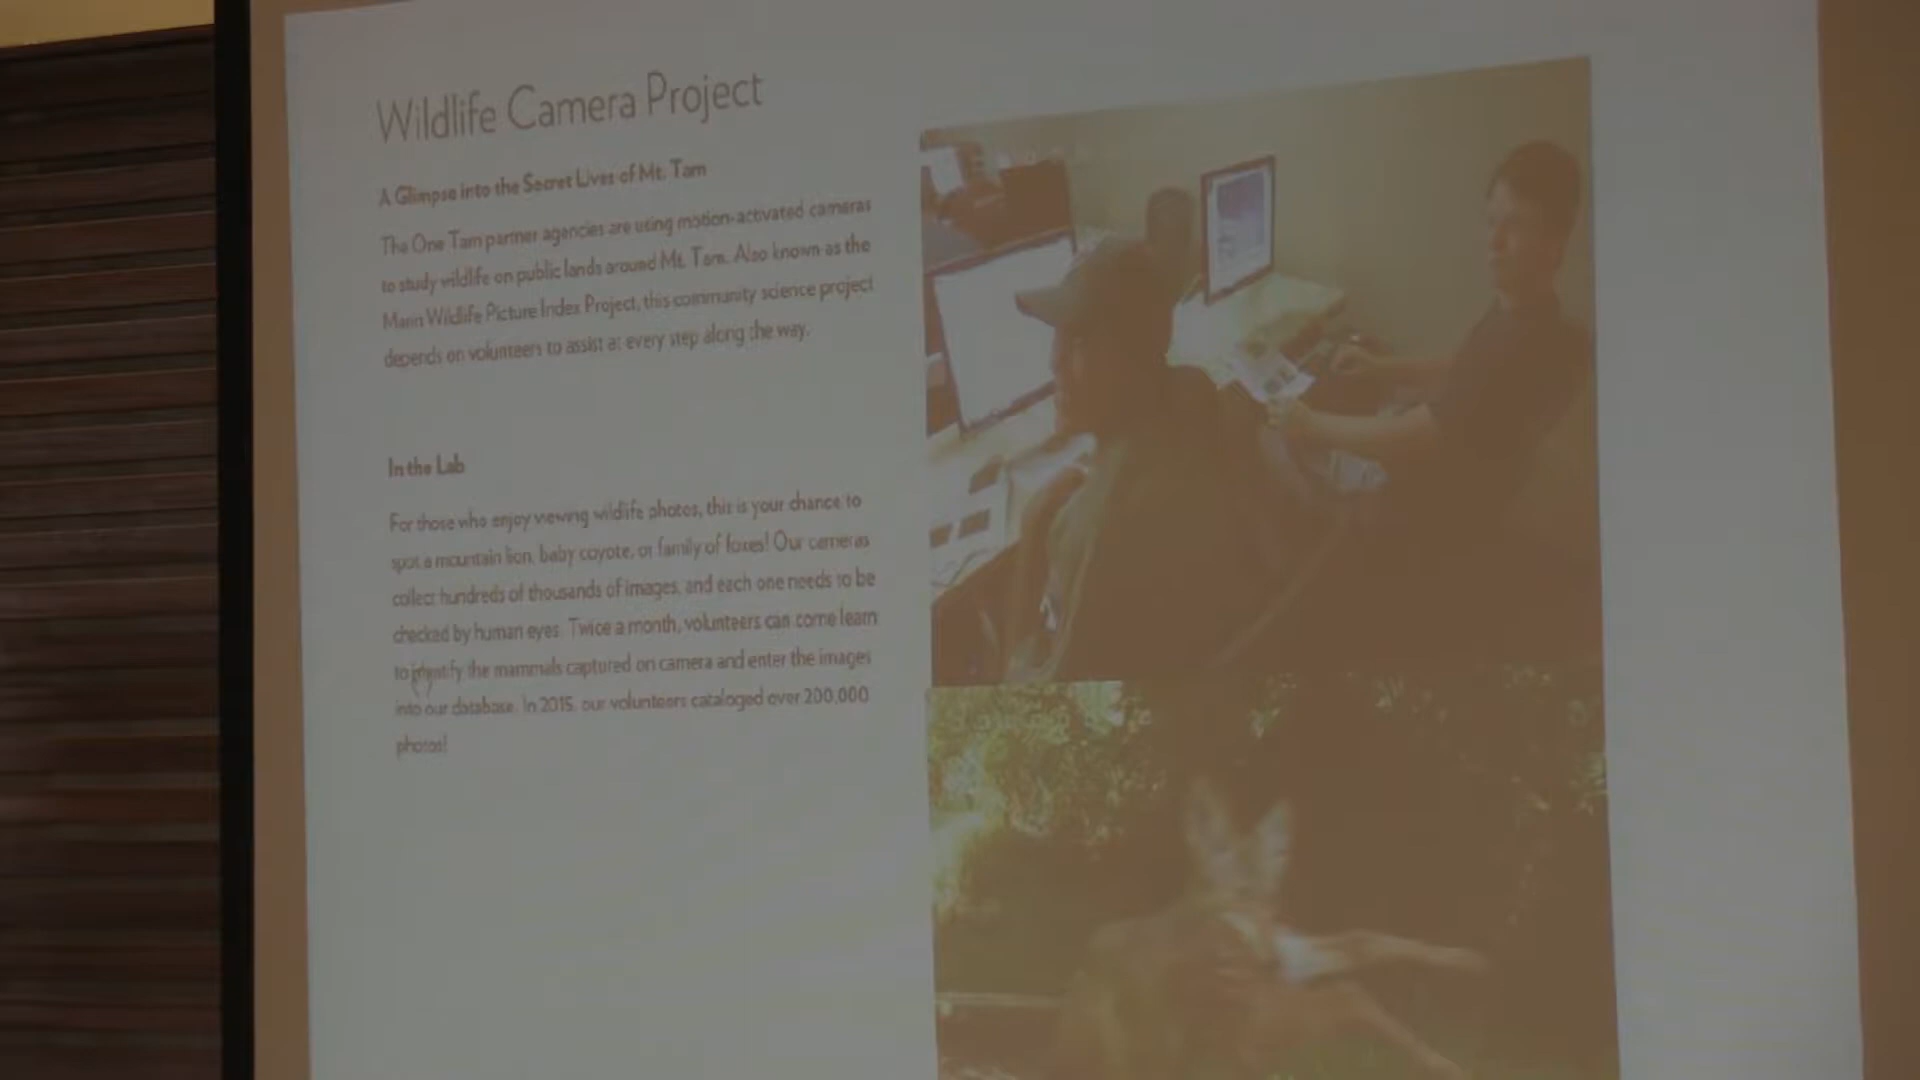 Wildlife Camera Project
A Glimpse into the Secret Lives of Mt. Tam
The One Tam partner agencies are using motion-activated cameras
to study wildlife on public lands around Mt. Tam. Also known as the
Marin Wildlife Picture Index Project, this community science project
depends on volunteers to assist at every step along the way.
In the Lab
For those who enjoy viewing wildlife photos, this is your chance to
spot a mountain lion, baby coyote, or family of foxes! Our cameras
collect hundreds of thousands of images, and each one needs to be
checked by human eyes. Twice a month, volunteers can come learn
to identify the mammals captured on camera and enter the images
into our database. In 2015, our volunteers cataloged over 200,000
photos!